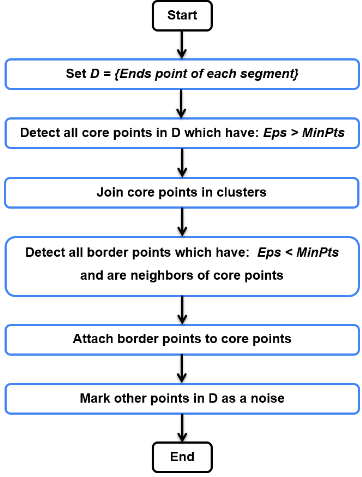 Start
Set D = {Ends point of each segment}
Detect all core points in D which have: Eps > MinPts
Join core points in clusters
Detect all border points which have: Eps < MinPts
and are neighbors of core points
Attach border points to core points
Mark other points in D as a noise
End